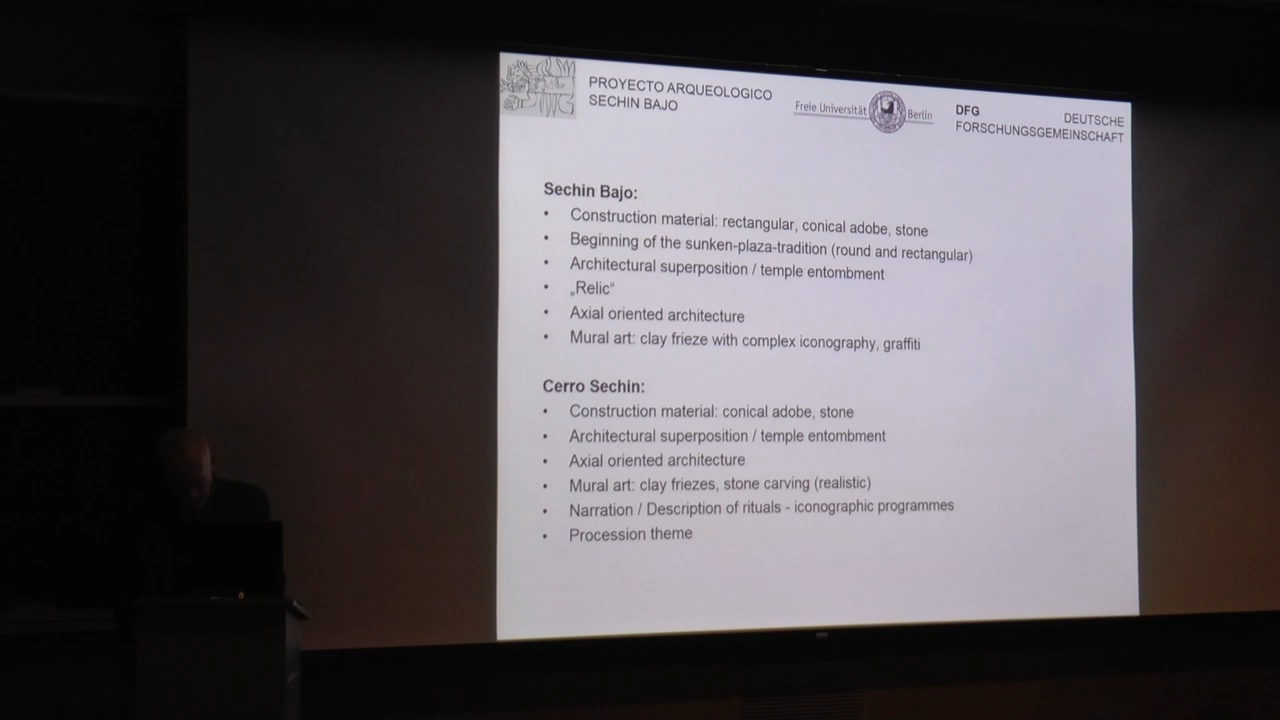 PROYECTO ARQUEOLOGICO
SECHIN BAJO
Freie Universität Berlin
DFG DEUTSCHE
FORSCHUNGSGEMEINSCHAFT
Sechin Bajo:
• Construction material: rectangular, conical adobe, stone
• Beginning of the sunken-plaza-tradition (round and rectangular)
• Architectural superposition / temple entombment
• „Relic“
• Axial oriented architecture
• Mural art: clay frieze with complex iconography, graffiti
Cerro Sechin:
• Construction material: conical adobe, stone
• Architectural superposition / temple entombment
• Axial oriented architecture
• Mural art: clay friezes, stone carving (realistic)
• Narration / Description of rituals - iconographic programmes
• Procession theme